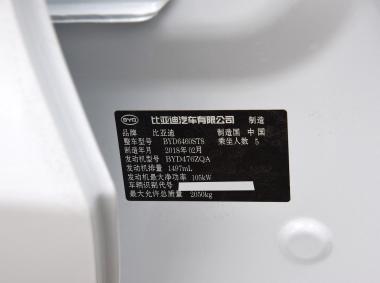 BYD 比亚迪汽车有限公司 制造
品牌 比亚迪 制造国 中国
整车型号 BYD6460ST8 乘坐人数 5
制造年月 2018年02月
发动机型号 BYD476ZQA
发动机排量 1497mL
发动机最大净功率 105kW
车辆识别代号
最大允许总质量 2050kg